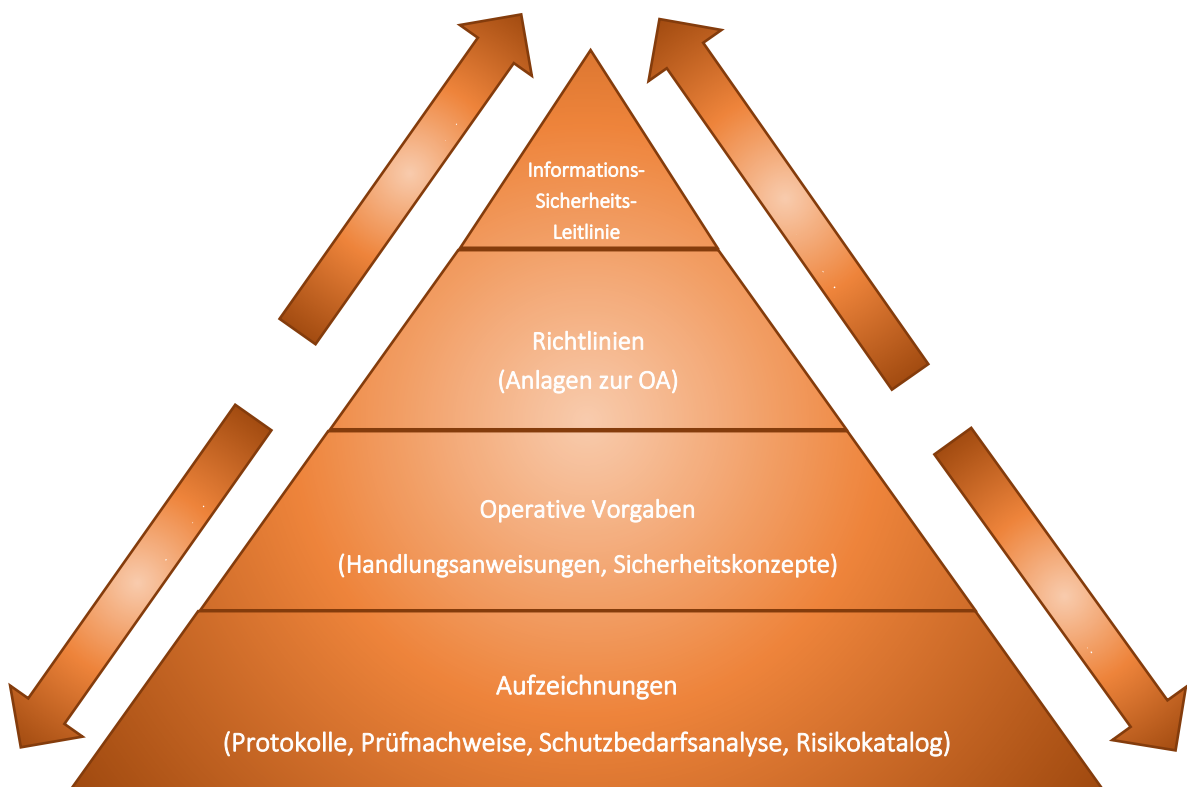 Informations-
Sicherheits-
Leitlinie
Richtlinien
(Anlagen zur OA)
Operative Vorgaben
(Handlungsanweisungen, Sicherheitskonzepte)
Aufzeichnungen
(Protokolle, Prüfnachweise, Schutzbedarfsanalyse, Risikokatalog)